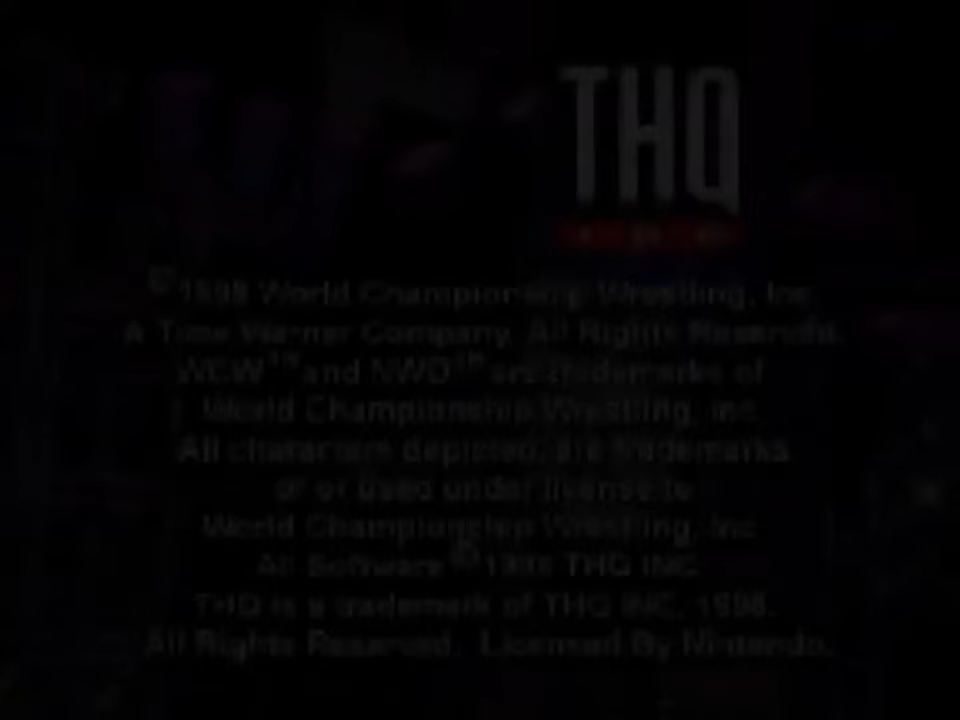 THQ
©1998 World Championship Wrestling, Inc.
A Time Warner Company. All Rights Reserved.
WCW™ and NWO™ are trademarks of
World Championship Wrestling, Inc.
All characters depicted are trademarks
of or used under license to
World Championship Wrestling, Inc.
All Software ©1998 THQ INC.
THQ is a trademark of THQ INC. 1998.
All Rights Reserved. Licensed By Nintendo.